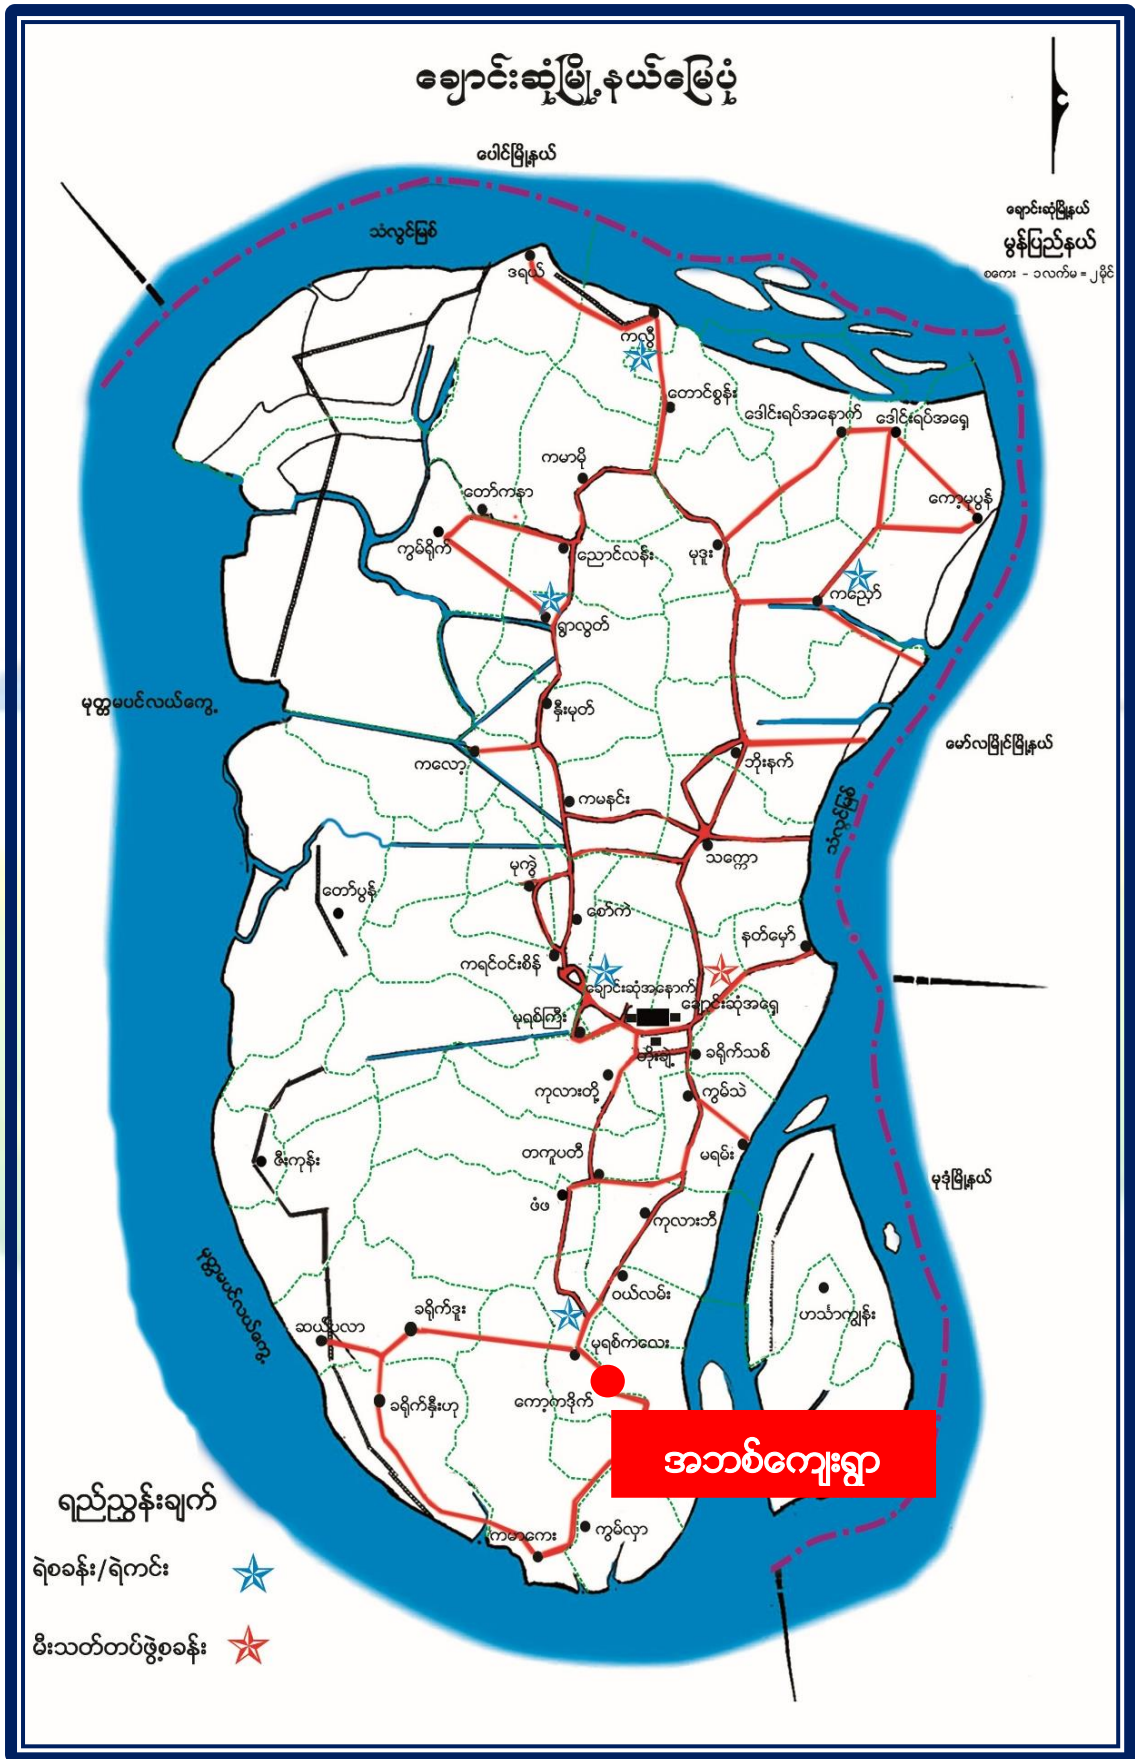 ချောင်းဆုံမြို့နယ်မြေပုံ
ပေါင်မြို့နယ်
ချောင်းဆုံမြို့နယ်
မွန်ပြည်နယ်
စကေး - ၁လက်မ = ၂မိုင်
သံလွင်မြစ်
ဒရယ်
ကလွီ
တောင်စွန်း
ဒေါင်းရပ်အနောက်
ဒေါင်းရပ်အရှေ့
ကမာမို
တော်ကနာ
ကော့မုပွန်
ကွမ်ရိုက်
ညောင်လန်း
မုဒူး
ကညှော်
ရွာလွတ်
မုတ္တမပင်လယ်ကွေ့
နှီးမုတ်
မော်လမြိုင်မြို့နယ်
ကလော့
ဘိုးနက်
ကမနင်း
သံလွင်မြစ်
သက္ကော
မုကွဲ
တော်ပွန်
စော်ကဲ
နတ်မှော်
ကရင်ဝင်းစိန်
ချောင်းဆုံအနောက်
ချောင်းဆုံအရှေ့
မုရစ်ကြီး
တိုးချဲ့
ခရိုက်သစ်
ကုလားတို့
ကွမ်သဲ
တကူပတီ
မရမ်း
ဇီးကုန်း
မုဒုံမြို့နယ်
ဖံဖ
ကုလားဘီ
မုတ္တမပင်လယ်ကွေ့
ဝယ်လမ်း
ခရိုက်ဒူး
ဟင်္သာကျွန်း
ဆယ်ပလာ
မုရစ်ကလေး
ခရိုက်နှီးဟု
ကော့ကဒိုက်
အဘစ်ကျေးရွာ
ရည်ညွှန်းချက်
ကမာကေး
ကွမ်လှာ
ရဲစခန်း/ရဲကင်း
မီးသတ်တပ်ဖွဲ့စခန်း